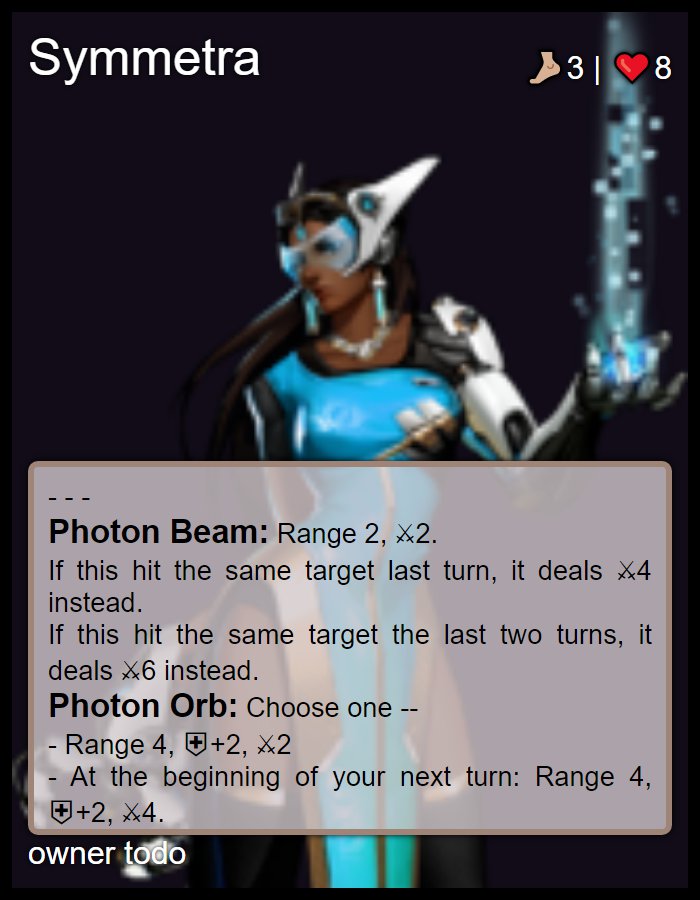 Symmetra
🦶🏼3 | ❤️8
- - -
Photon Beam: Range 2, ⚔2.
If this hit the same target last turn, it deals ⚔4
instead.
If this hit the same target the last two turns, it
deals ⚔6 instead.
Photon Orb: Choose one --
- Range 4, ⛨+2, ⚔2
- At the beginning of your next turn: Range 4,
⛨+2, ⚔4.
owner todo